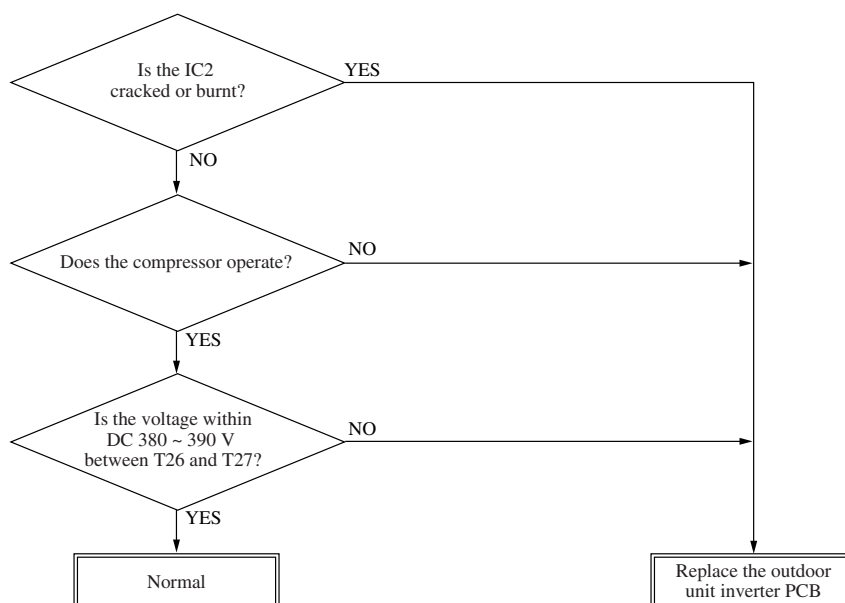 Is the IC2
cracked or burnt?
YES
NO
Does the compressor operate?
NO
YES
Is the voltage within
DC 380 ~ 390 V
between T26 and T27?
NO
YES
Normal
Replace the outdoor
unit inverter PCB